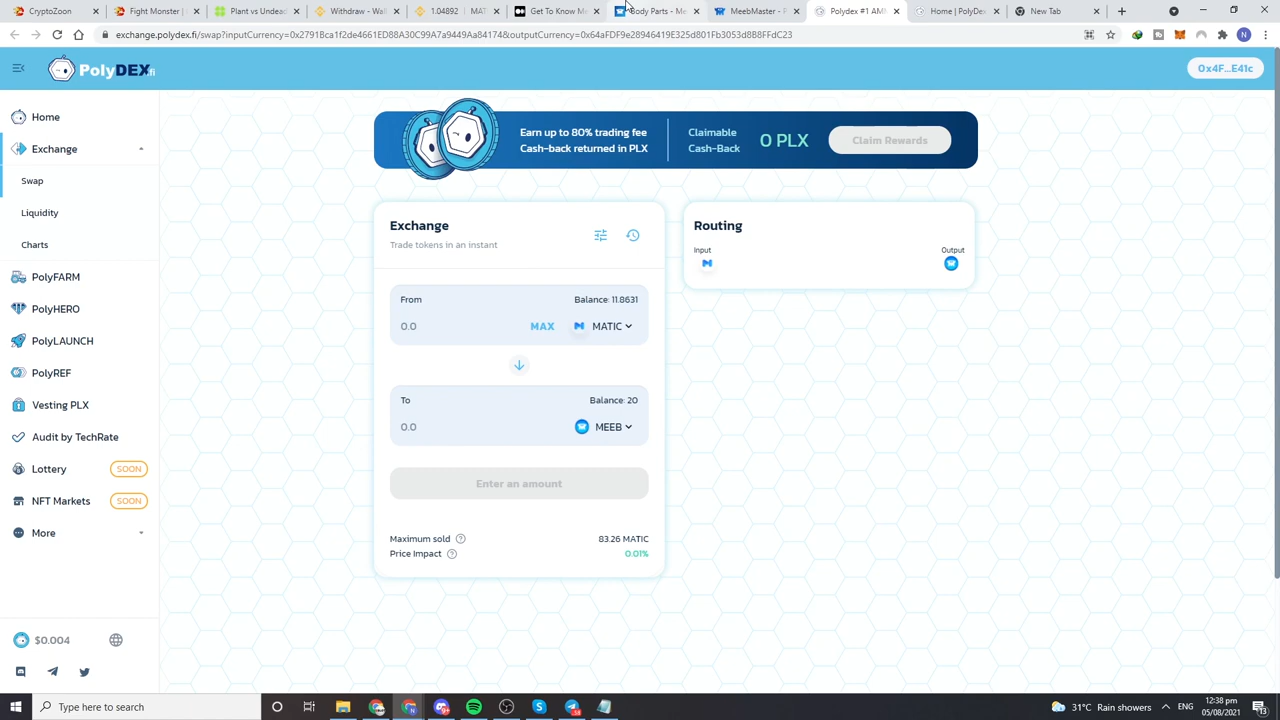 CryptoZoon
Fight Monster |
Plant vs Undead
Withdraw - Wall
1.04892 | MATI
Get To Know Me
Body Parts - Me
MeebMaster - P
Polydex #1 AMM
Home | PolyDEX
New Tab
exchange.polydex.fi/swap?inputCurrency=0x2791Bca1f2de4661ED88A30C99A7a9449Aa84174&outputCurrency=0x64aFDF9e28946419E325d801Fb3053d8B8FFdC23
N
PolyDEX.fi
0x4F...E41c
Home
Exchange
Swap
Liquidity
Charts
PolyFARM
PolyHERO
PolyLAUNCH
PolyREF
Vesting PLX
Audit by TechRate
Lottery SOON
NFT Markets SOON
More
$0.004
Earn up to 80% trading fee
Cash-back returned in PLX
Claimable
Cash-Back
0 PLX
Claim Rewards
Exchange
Trade tokens in an instant
From Balance: 11.8631
0.0 MAX MATIC
To Balance: 20
0.0 MEEB
Enter an amount
Maximum sold 83.26 MATIC
Price Impact 0.01%
Routing
Input Output
Type here to search
31°C Rain showers
ENG
12:38 pm
05/08/2021